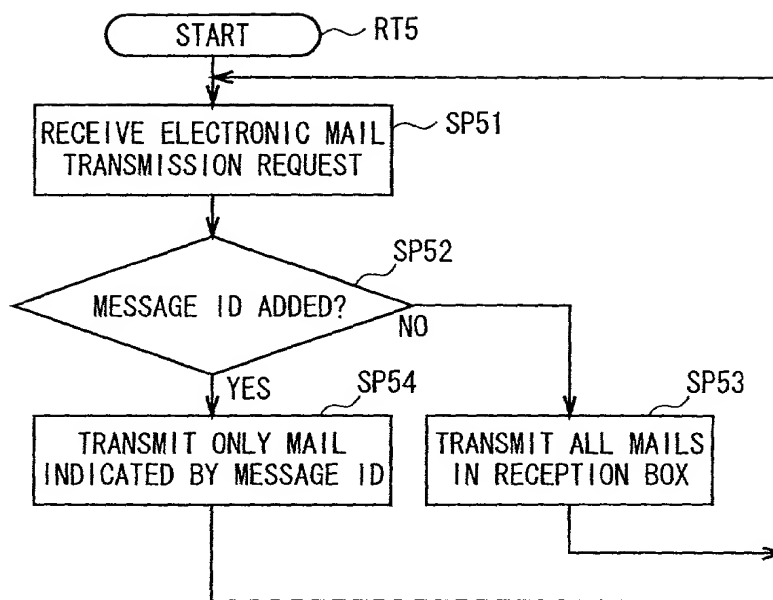 START
RT5
RECEIVE ELECTRONIC MAIL
TRANSMISSION REQUEST
SP51
MESSAGE ID ADDED?
SP52
NO
YES
SP54
TRANSMIT ONLY MAIL
INDICATED BY MESSAGE ID
SP53
TRANSMIT ALL MAILS
IN RECEPTION BOX